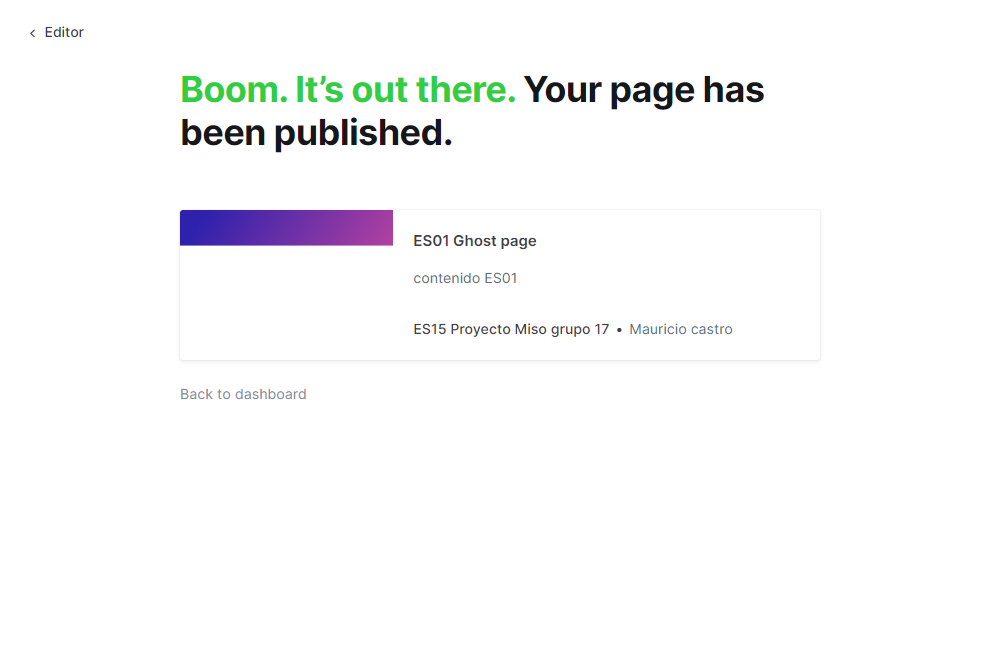 Editor
Boom. It’s out there. Your page has
been published.
ES01 Ghost page
contenido ES01
ES15 Proyecto Miso grupo 17 • Mauricio castro
Back to dashboard